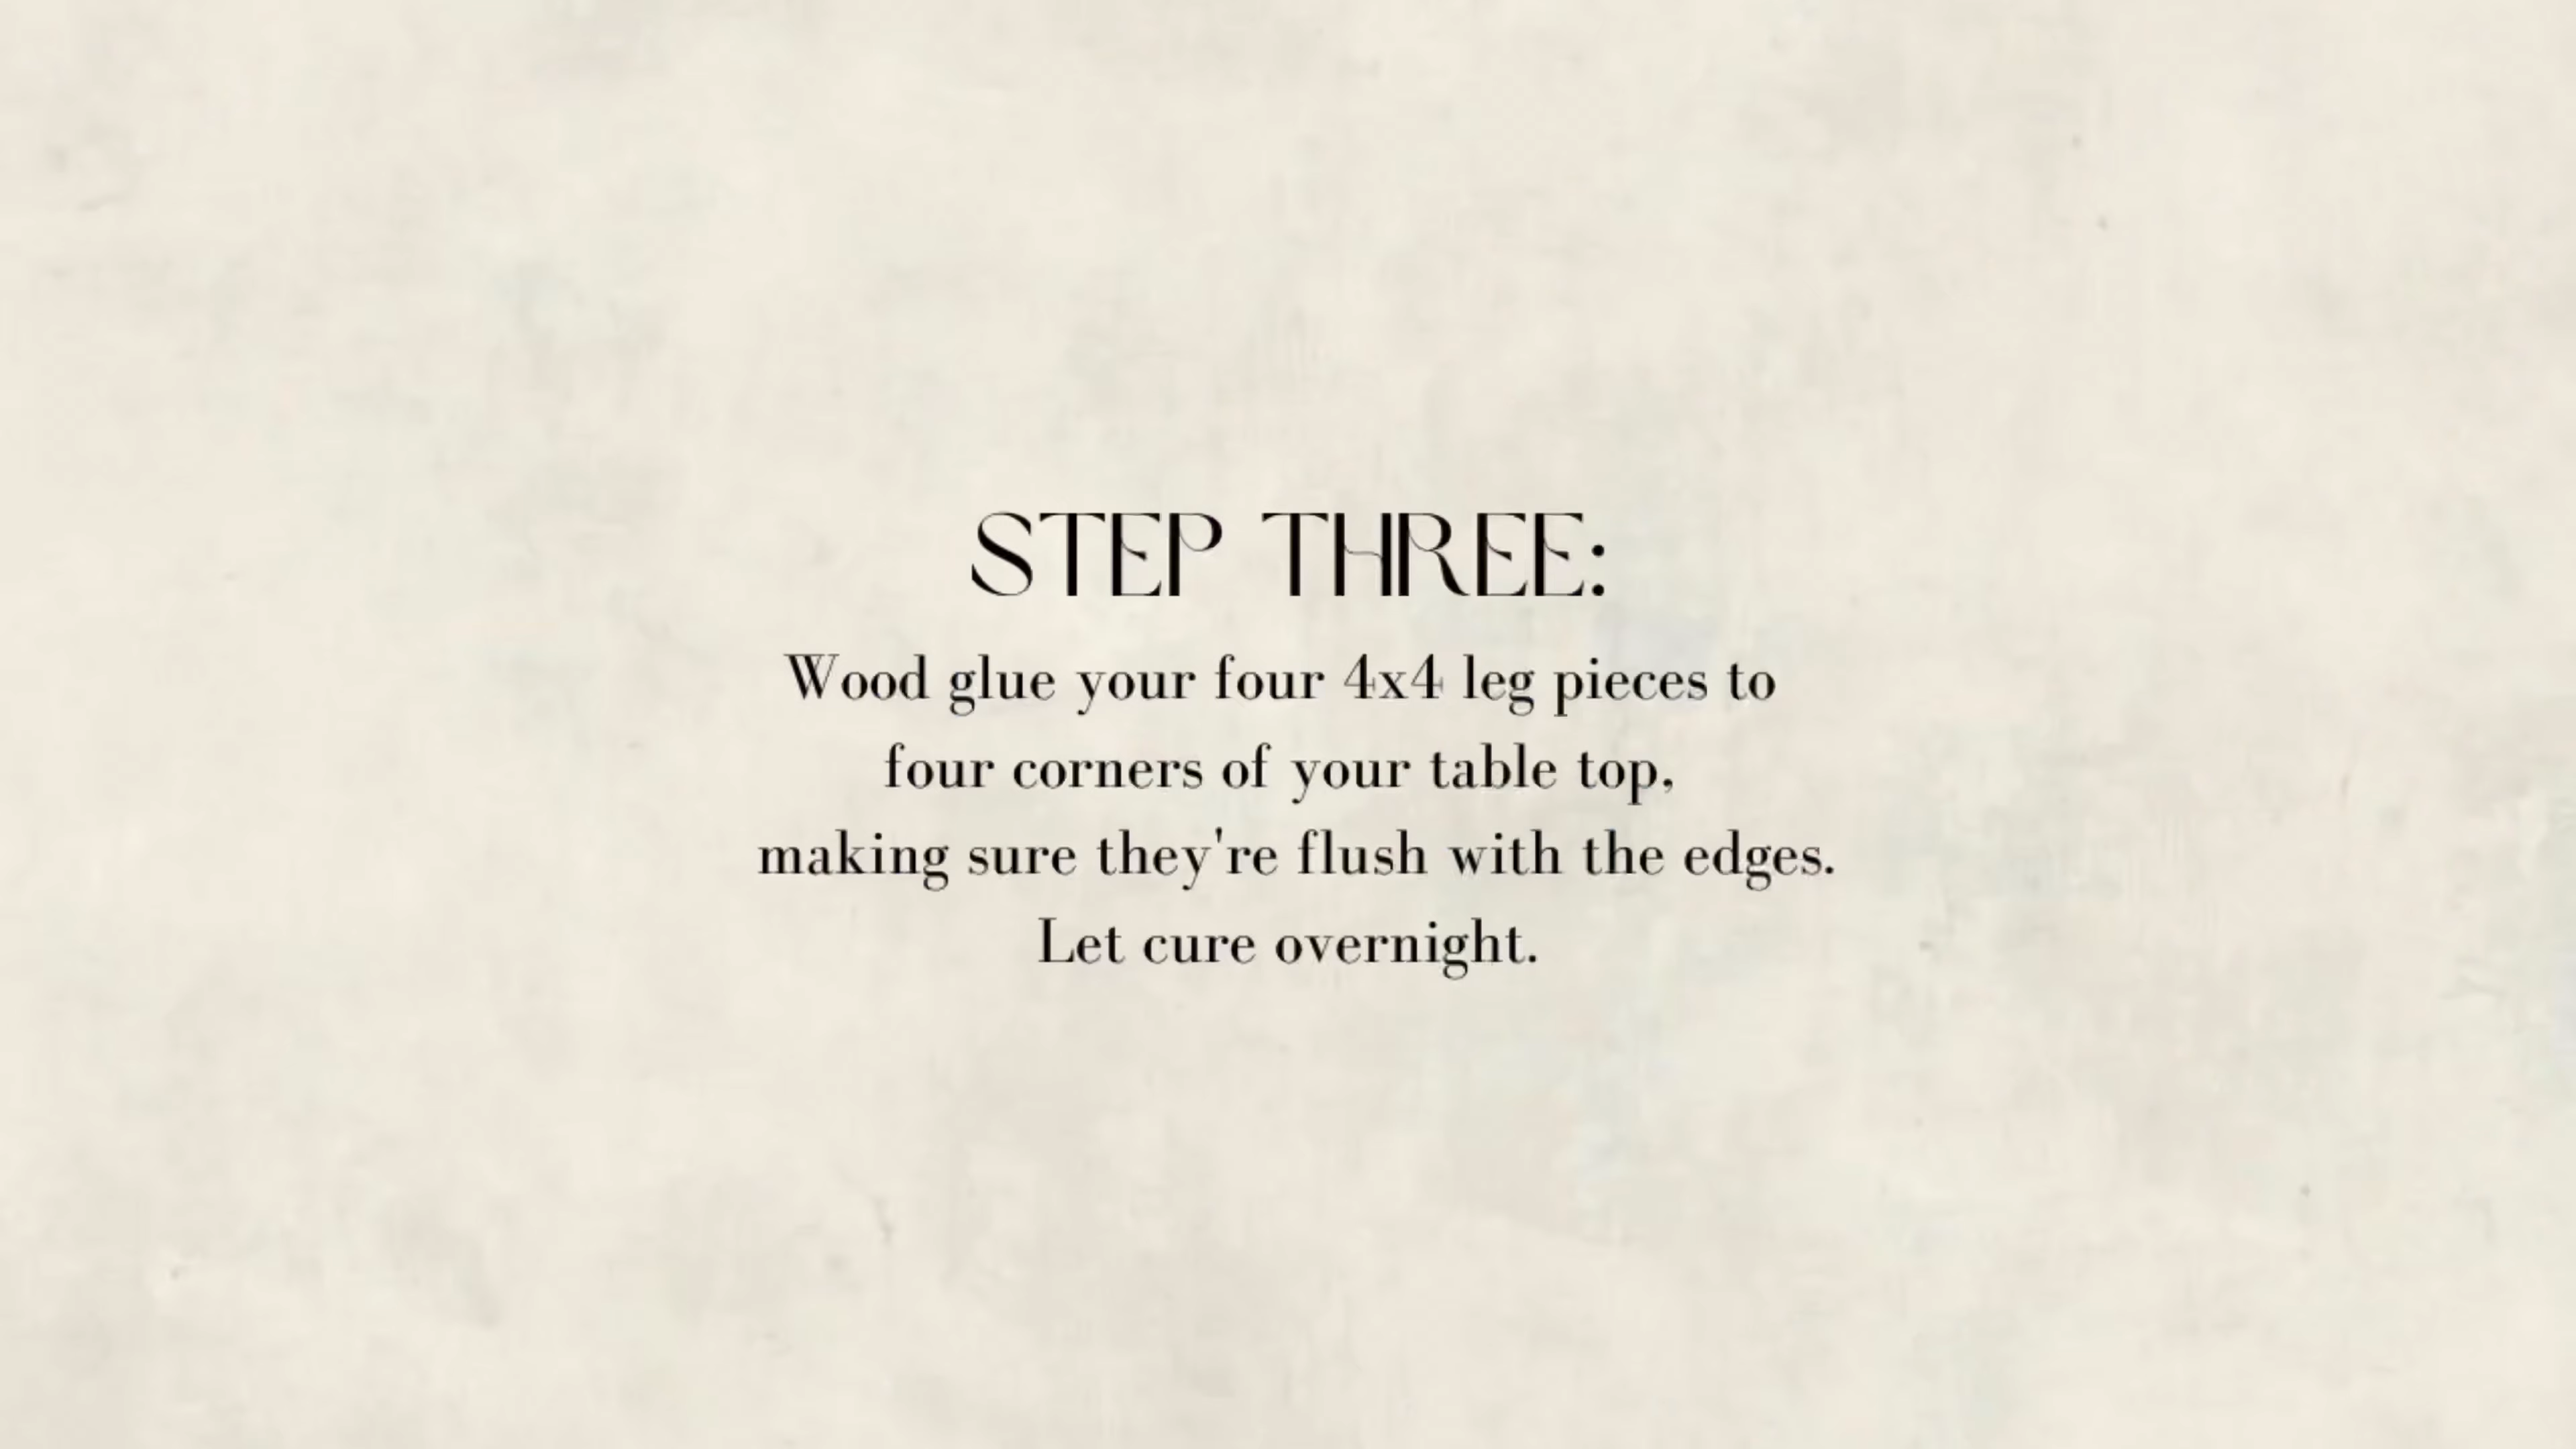 STEP THREE:
Wood glue your four 4x4 leg pieces to
four corners of your table top,
making sure they're flush with the edges.
Let cure overnight.